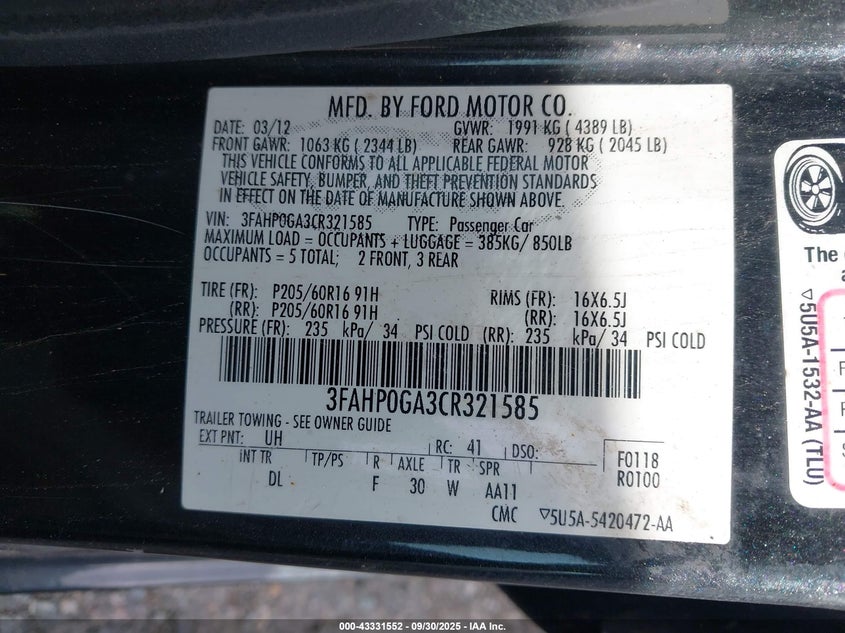 MFD. BY FORD MOTOR CO.
DATE: 03/12 GVWR: 1991 KG ( 4389 LB)
FRONT GAWR: 1063 KG ( 2344 LB) REAR GAWR: 928 KG ( 2045 LB)
THIS VEHICLE CONFORMS TO ALL APPLICABLE FEDERAL MOTOR
VEHICLE SAFETY, BUMPER, AND THEFT PREVENTION STANDARDS
IN EFFECT ON THE DATE OF MANUFACTURE SHOWN ABOVE.
VIN: 3FAHP0GA3CR321585 TYPE: Passenger Car
MAXIMUM LOAD = OCCUPANTS + LUGGAGE = 385KG/ 850LB
OCCUPANTS = 5 TOTAL; 2 FRONT, 3 REAR
TIRE (FR): P205/60R16 91H RIMS (FR): 16X6.5J
(RR): P205/60R16 91H (RR): 16X6.5J
PRESSURE (FR): 235 kPa/ 34 PSI COLD (RR): 235 kPa/ 34 PSI COLD
3FAHP0GA3CR321585
TRAILER TOWING - SEE OWNER GUIDE
EXT PNT: UH RC: 41 DSO: F0118
INT TR TP/PS R AXLE TR SPR R0T00
DL F 30 W AA11
CMC ▽5U5A-5420472-AA
The
▽5U5A-1532-AA (TLU)
000-43331552 - 09/30/2025 - IAA Inc.